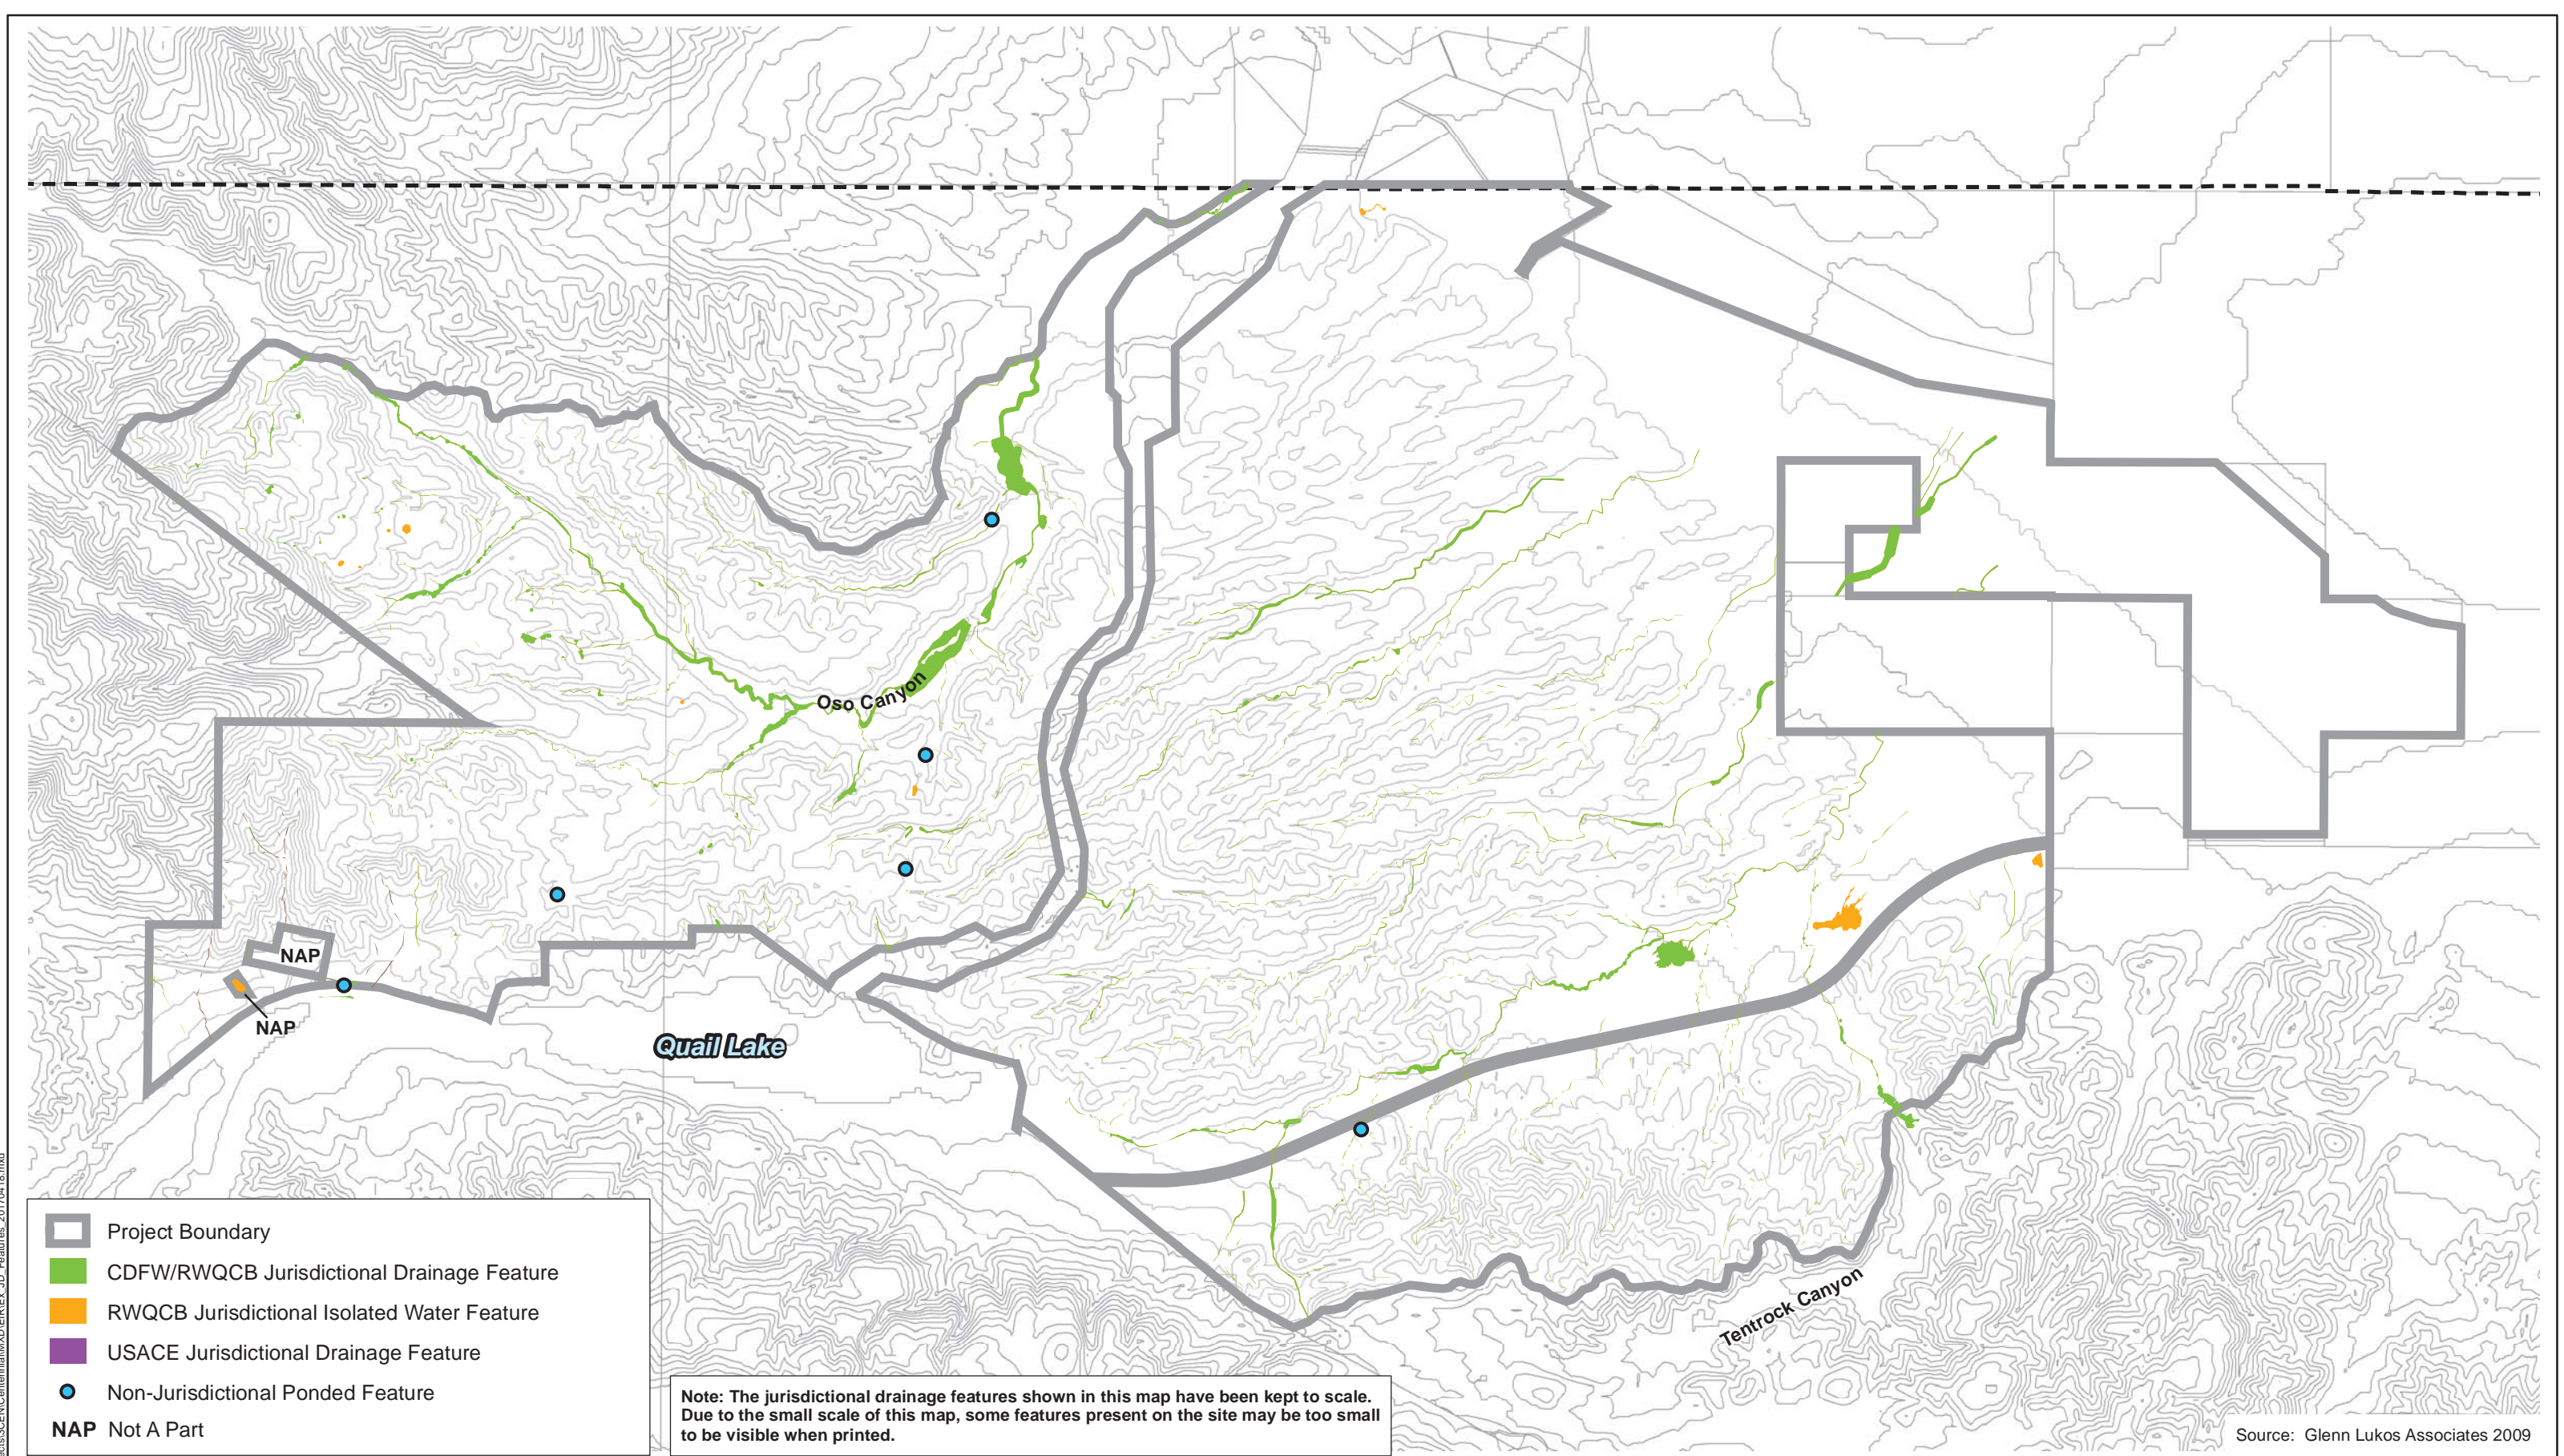 Oso Canyon
NAP
NAP
Quail Lake
Tentrock Canyon
Project Boundary
CDFW/RWQCB Jurisdictional Drainage Feature
RWQCB Jurisdictional Isolated Water Feature
USACE Jurisdictional Drainage Feature
Non-Jurisdictional Ponded Feature
NAP Not A Part
Note: The jurisdictional drainage features shown in this map have been kept to scale.
Due to the small scale of this map, some features present on the site may be too small
to be visible when printed.
Source: Glenn Lukos Associates 2009